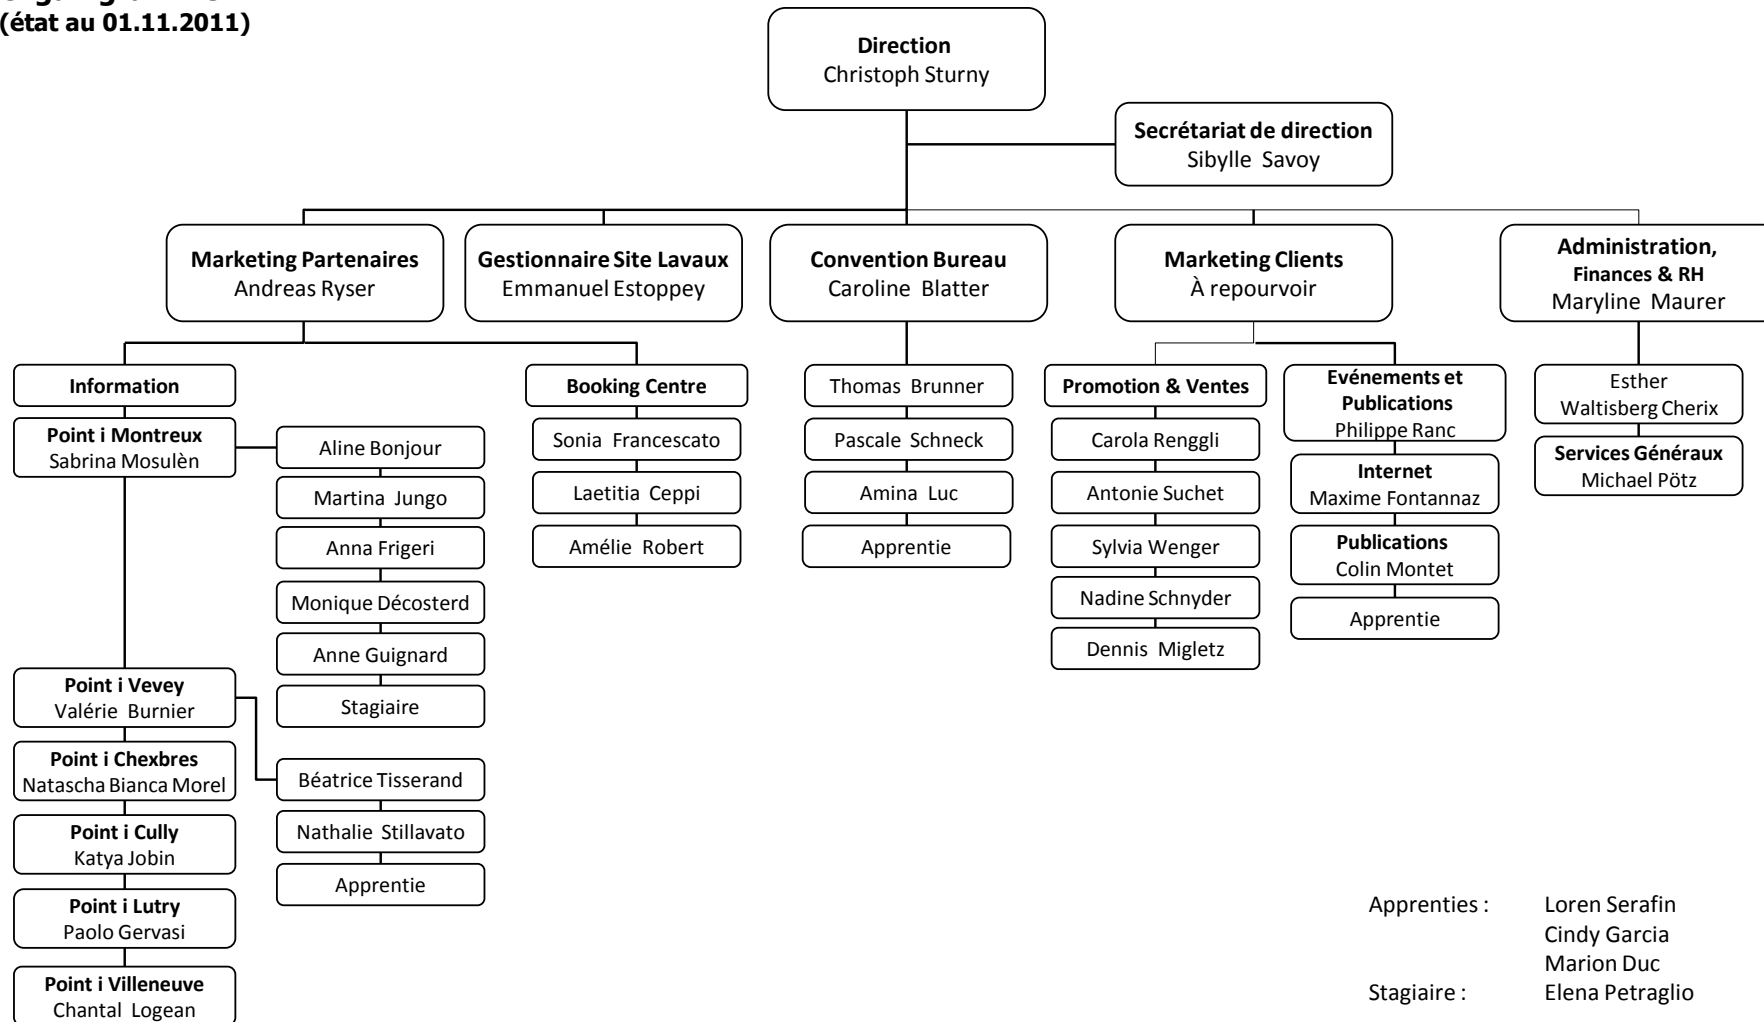 (état au 01.11.2011)
Direction
Christoph Sturny
Secrétariat de direction
Sibylle Savoy
Marketing Partenaires
Andreas Ryser
Gestionnaire Site Lavaux
Emmanuel Estoppey
Convention Bureau
Caroline Blatter
Marketing Clients
À repourvoir
Administration,
Finances & RH
Maryline Maurer
Information
Point i Montreux
Sabrina Mosulèn
Aline Bonjour
Martina Jungo
Anna Frigeri
Monique Décosterd
Anne Guignard
Stagiaire
Point i Vevey
Valérie Burnier
Béatrice Tisserand
Nathalie Stillavato
Apprentie
Point i Chexbres
Natascha Bianca Morel
Point i Cully
Katya Jobin
Point i Lutry
Paolo Gervasi
Point i Villeneuve
Chantal Logean
Booking Centre
Sonia Francescato
Laetitia Ceppi
Amélie Robert
Thomas Brunner
Pascale Schneck
Amina Luc
Apprentie
Promotion & Ventes
Carola Renggli
Antonie Suchet
Sylvia Wenger
Nadine Schnyder
Dennis Migletz
Evénements et
Publications
Philippe Ranc
Internet
Maxime Fontannaz
Publications
Colin Montet
Apprentie
Esther
Waltisberg Cherix
Services Généraux
Michael Pötz
Apprenties : Loren Serafin
Cindy Garcia
Marion Duc
Stagiaire : Elena Petraglio